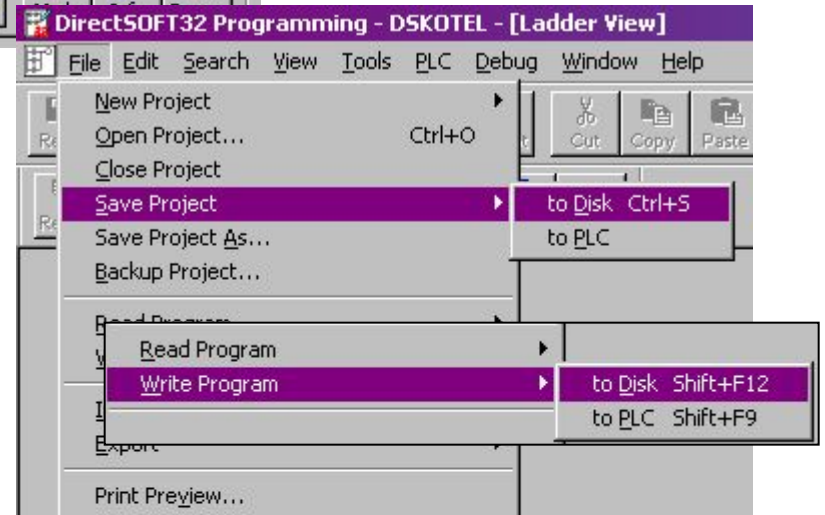 DirectSOFT32 Programming - DSKOTEL - [Ladder View]
File Edit Search View Tools PLC Debug Window Help
Cut Copy Paste
New Project
Open Project... Ctrl+O
Close Project
Save Project
to Disk Ctrl+S
to PLC
Save Project As...
Backup Project...
Read Program
Read Program
Write Program
to Disk Shift+F12
to PLC Shift+F9
Export
Print Preview...